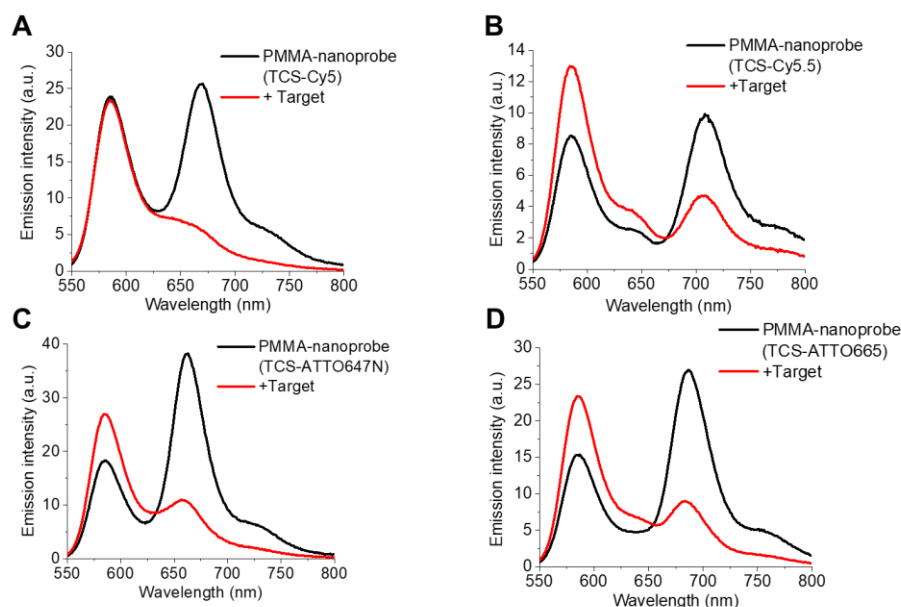 A
PMMA-nanoprobe
(TCS-Cy5)
+ Target
Emission intensity (a.u.)
30
25
20
15
10
5
0
550 600 650 700 750 800
Wavelength (nm)
B
PMMA-nanoprobe
(TCS-Cy5.5)
+Target
Emission intensity (a.u.)
14
12
10
8
6
4
2
0
550 600 650 700 750 800
Wavelength (nm)
C
PMMA-nanoprobe
(TCS-ATTO647N)
+Target
Emission intensity (a.u.)
40
30
20
10
0
550 600 650 700 750 800
Wavelength (nm)
D
PMMA-nanoprobe
(TCS-ATTO665)
+Target
Emission intensity (a.u.)
30
25
20
15
10
5
0
550 600 650 700 750 800
Wavelength (nm)